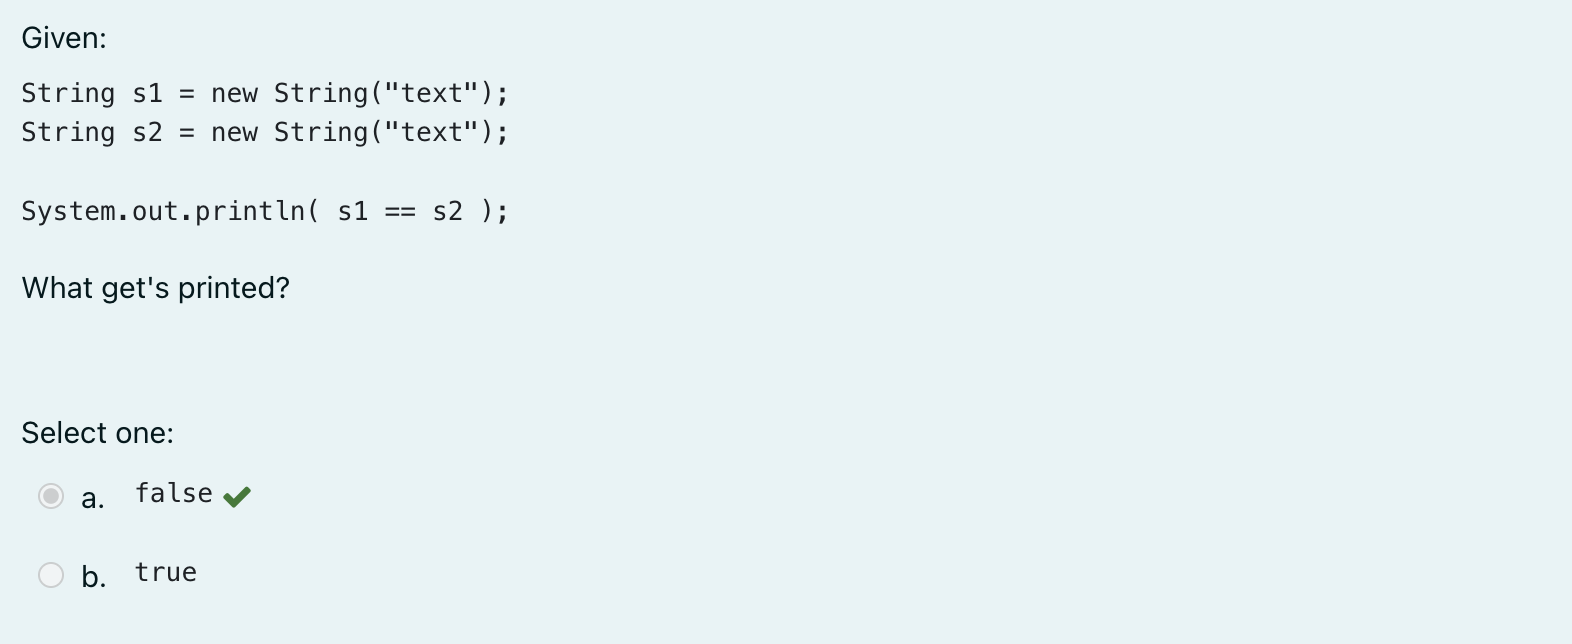 Given:
String s1 = new String("text");
String s2 = new String("text");
System.out.println( s1 == s2 );
What get's printed?
Select one:
a. false
b. true